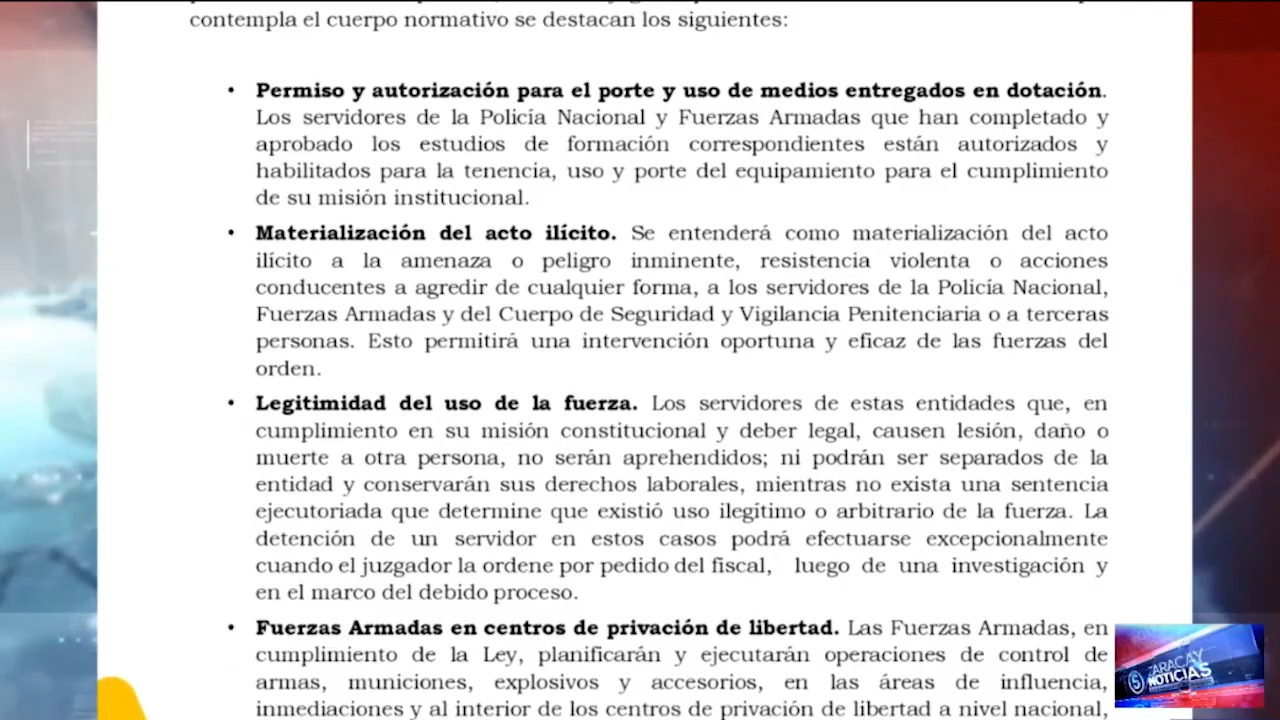 contempla el cuerpo normativo se destacan los siguientes:
• Permiso y autorización para el porte y uso de medios entregados en dotación.
Los servidores de la Policía Nacional y Fuerzas Armadas que han completado y
aprobado los estudios de formación correspondientes están autorizados y
habilitados para la tenencia, uso y porte del equipamiento para el cumplimiento
de su misión institucional.
• Materialización del acto ilícito. Se entenderá como materialización del acto
ilícito a la amenaza o peligro inminente, resistencia violenta o acciones
conducentes a agredir de cualquier forma, a los servidores de la Policía Nacional,
Fuerzas Armadas y del Cuerpo de Seguridad y Vigilancia Penitenciaria o a terceras
personas. Esto permitirá una intervención oportuna y eficaz de las fuerzas del
orden.
• Legitimidad del uso de la fuerza. Los servidores de estas entidades que, en
cumplimiento en su misión constitucional y deber legal, causen lesión, daño o
muerte a otra persona, no serán aprehendidos; ni podrán ser separados de la
entidad y conservarán sus derechos laborales, mientras no exista una sentencia
ejecutoriada que determine que existió uso ilegítimo o arbitrario de la fuerza. La
detención de un servidor en estos casos podrá efectuarse excepcionalmente
cuando el juzgador la ordene por pedido del fiscal, luego de una investigación y
en el marco del debido proceso.
• Fuerzas Armadas en centros de privación de libertad. Las Fuerzas Armadas, en
cumplimiento de la Ley, planificarán y ejecutarán operaciones de control de
armas, municiones, explosivos y accesorios, en las áreas de influencia,
inmediaciones y al interior de los centros de privación de libertad a nivel nacional,
5 ZARACAY
NOTICIAS